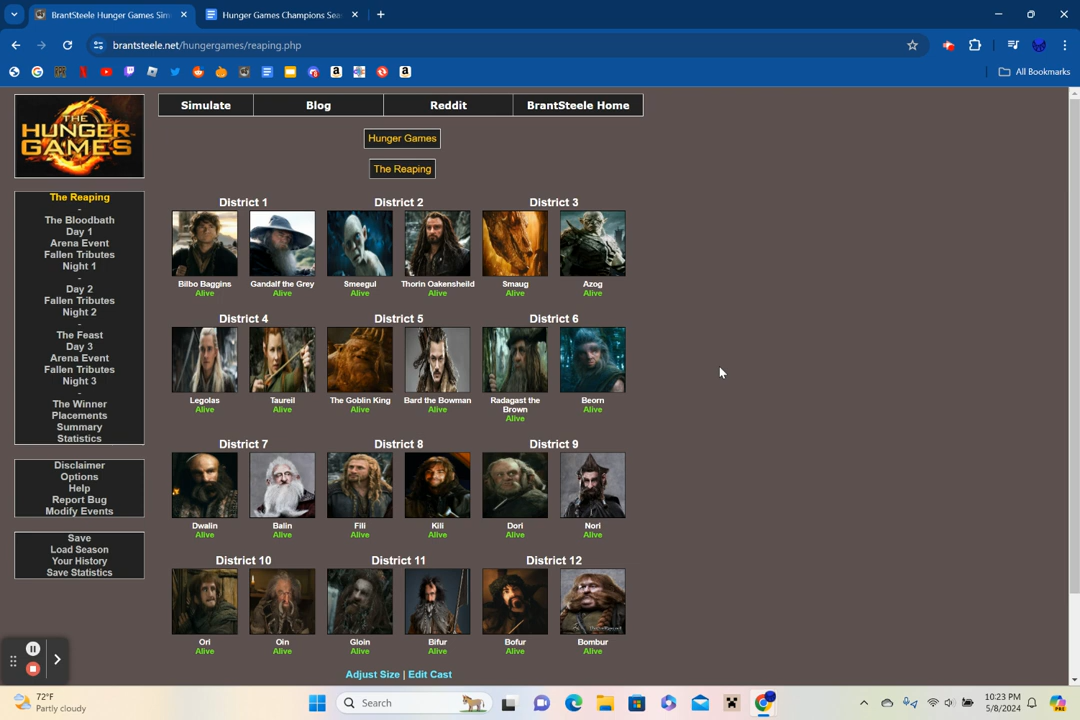 BrantSteele Hunger Games Sim
Hunger Games Champions Sea
brantsteele.net/hungergames/reaping.php
All Bookmarks
THE
HUNGER
GAMES
Simulate
Blog
Reddit
BrantSteele Home
Hunger Games
The Reaping
The Reaping
-
The Bloodbath
Day 1
Arena Event
Fallen Tributes
Night 1
-
Day 2
Fallen Tributes
Night 2
-
The Feast
Day 3
Arena Event
Fallen Tributes
Night 3
-
The Winner
Placements
Summary
Statistics
Disclaimer
Options
Help
Report Bug
Modify Events
Save
Load Season
Your History
Save Statistics
District 1
District 2
District 3
Bilbo Baggins
Gandalf the Grey
Smeegul
Thorin Oakensheild
Smaug
Azog
Alive
Alive
Alive
Alive
Alive
Alive
District 4
District 5
District 6
Legolas
Taureil
The Goblin King
Bard the Bowman
Radagast the
Brown
Beorn
Alive
Alive
Alive
Alive
Alive
Alive
District 7
District 8
District 9
Dwalin
Balin
Fili
Kili
Dori
Nori
Alive
Alive
Alive
Alive
Alive
Alive
District 10
District 11
District 12
Ori
Oin
Gloin
Bifur
Bofur
Bombur
Alive
Alive
Alive
Alive
Alive
Alive
Adjust Size | Edit Cast
72°F
Partly cloudy
Search
10:23 PM
5/8/2024